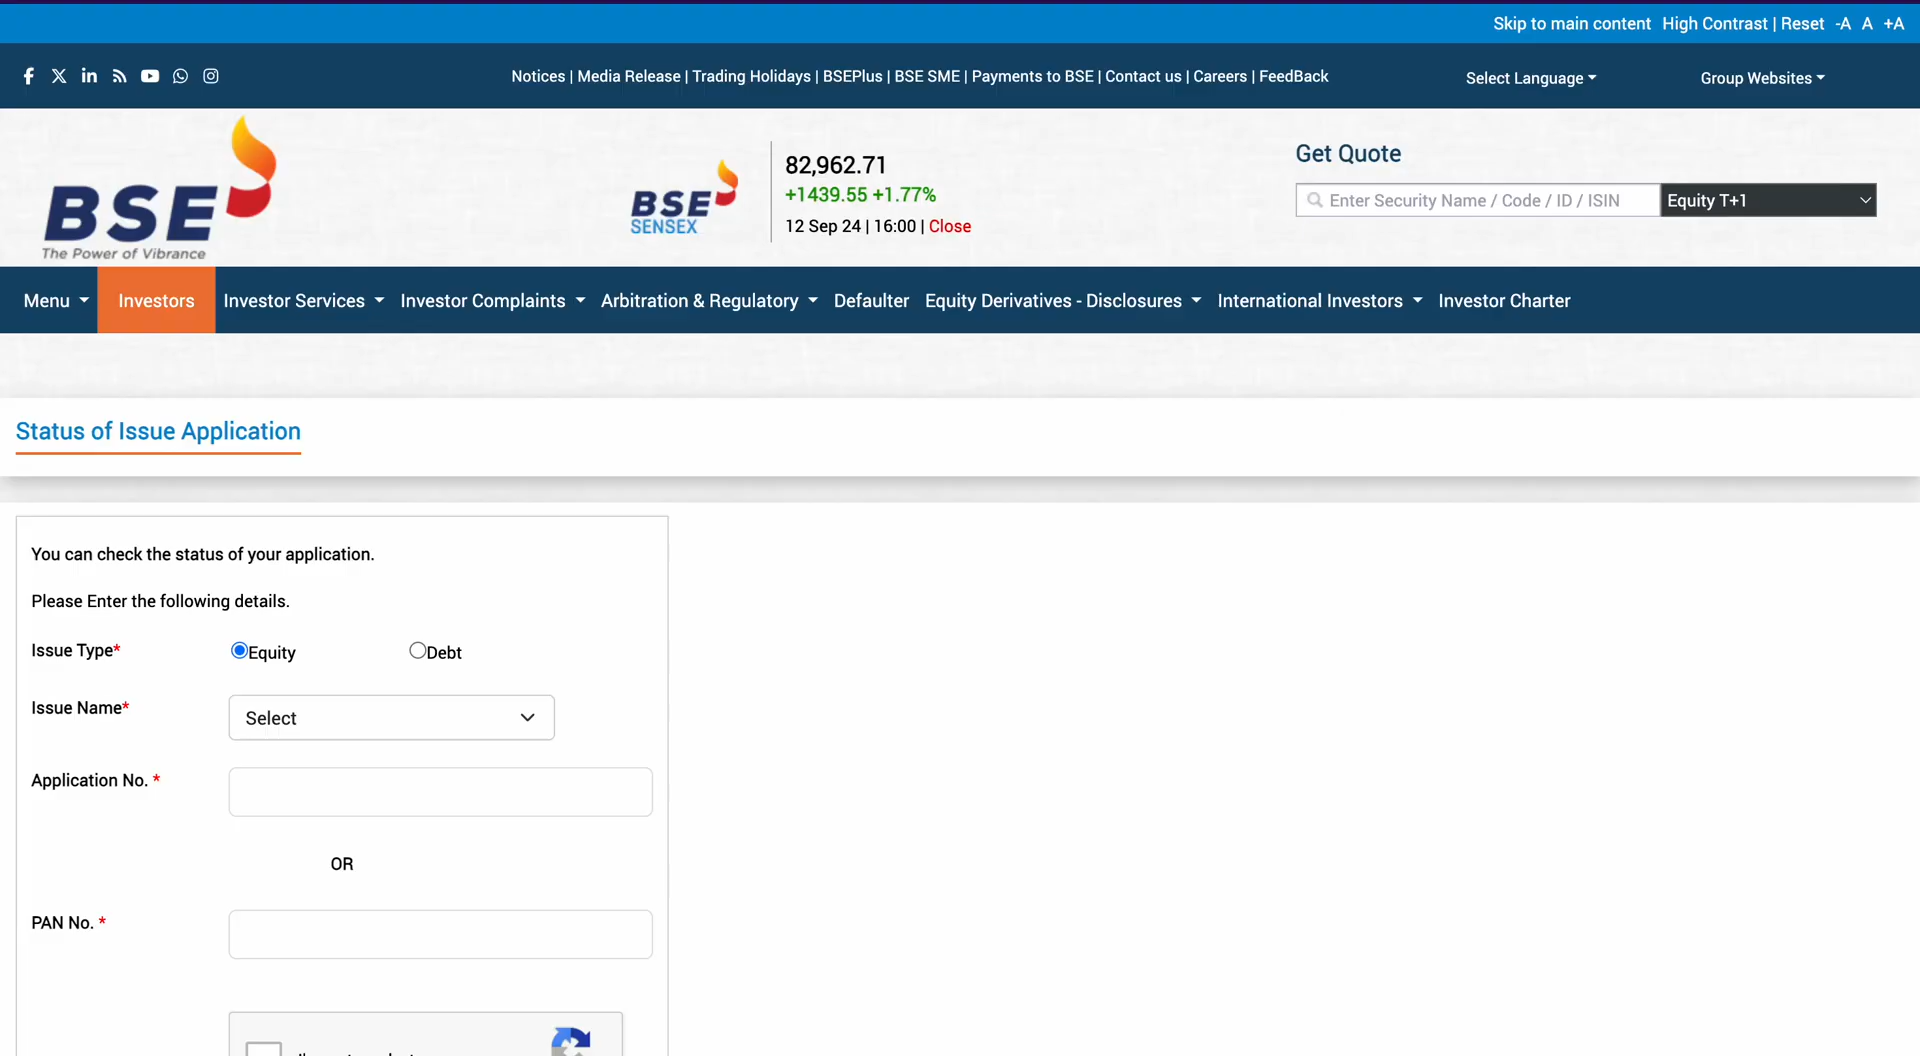 Skip to main content High Contrast | Reset -A A +A
Notices | Media Release | Trading Holidays | BSEPlus | BSE SME | Payments to BSE | Contact us | Careers | FeedBack
Select Language
Group Websites
BSE
The Power of Vibrance
BSE
SENSEX
82,962.71
+1439.55 +1.77%
12 Sep 24 | 16:00 | Close
Get Quote
Enter Security Name / Code / ID / ISIN
Equity T+1
Menu Investors Investor Services Investor Complaints Arbitration & Regulatory Defaulter Equity Derivatives - Disclosures International Investors Investor Charter
Status of Issue Application
You can check the status of your application.
Please Enter the following details.
Issue Type* Equity Debt
Issue Name* Select
Application No. *
OR
PAN No. *